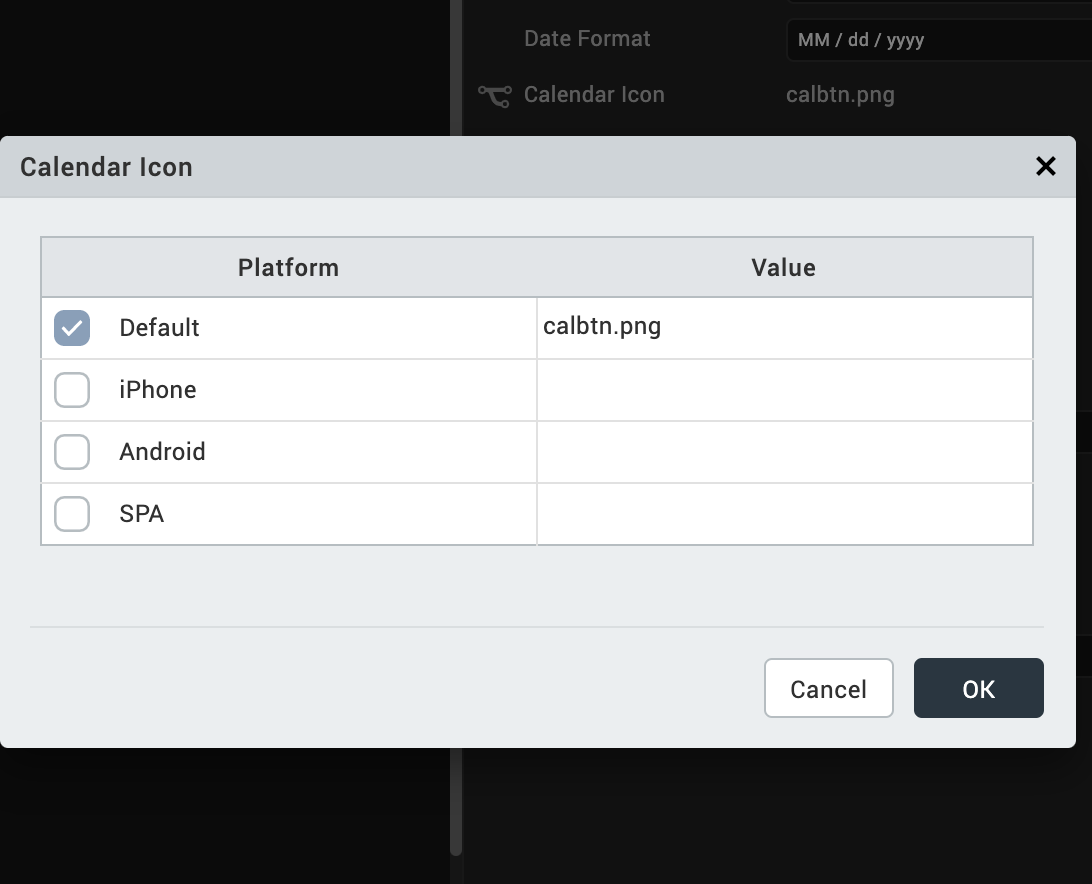 Date Format
MM / dd / yyyy
Calendar Icon
calbtn.png
Calendar Icon
Platform
Value
Default
calbtn.png
iPhone
Android
SPA
Cancel
OK